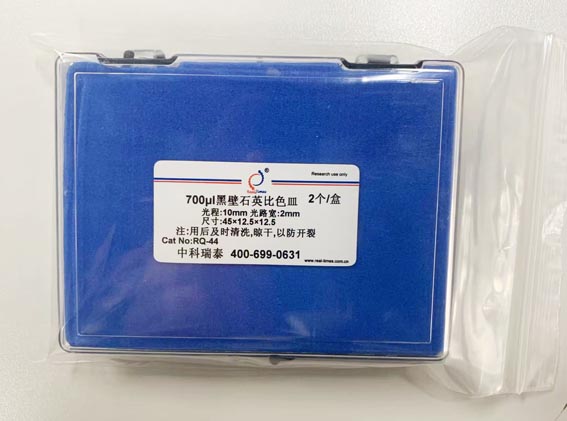 Real-Times
®
Research use only
700μl黑壁石英比色皿 2个/盒
光程:10mm 光路宽:2mm
尺寸:45×12.5×12.5
注:用后及时清洗,晾干,以防开裂
Cat No:RQ-44
中科瑞泰 400-699-0631
www.real-times.com.cn